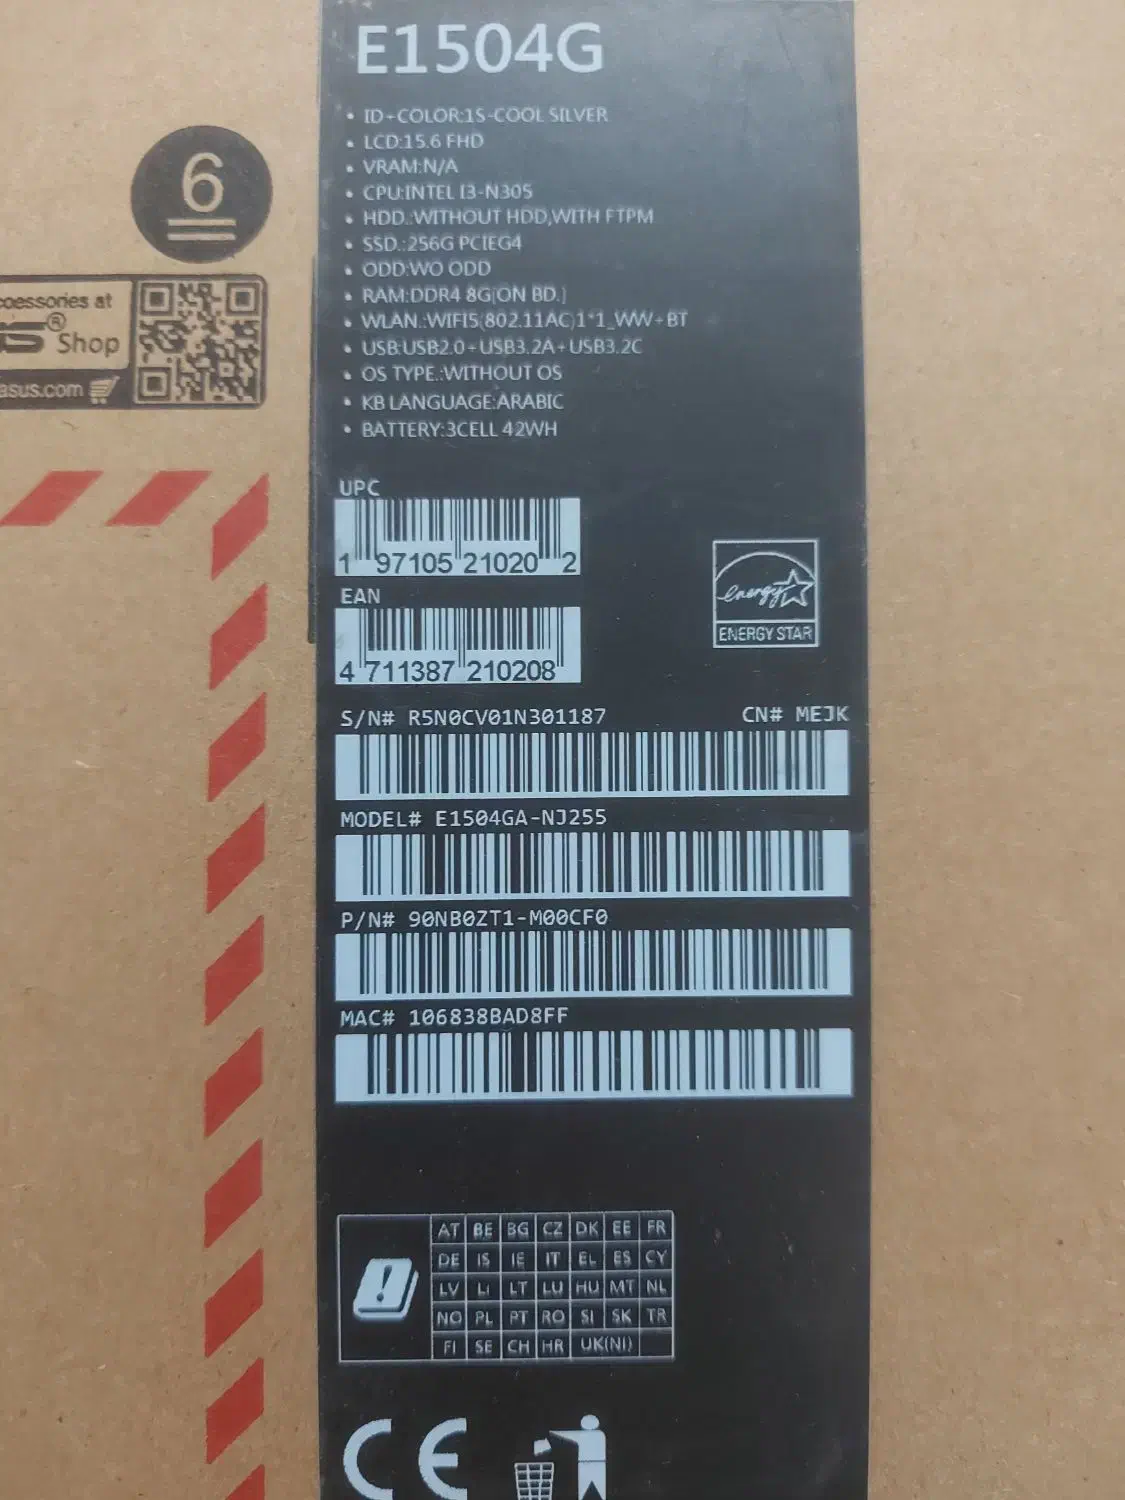 E1504G
• ID+COLOR:1S-COOL SILVER
• LCD:15.6 FHD
• VRAM:N/A
• CPU:INTEL I3-N305
• HDD.:WITHOUT HDD,WITH FTPM
• SSD.:256G PCIEG4
• ODD:WO ODD
• RAM:DDR4 8G(ON BD.)
• WLAN.:WIFI5(802.11AC)1*1_WW+BT
• USB:USB2.0+USB3.2A+USB3.2C
• OS TYPE.:WITHOUT OS
• KB LANGUAGE:ARABIC
• BATTERY:3CELL 42WH
6
at
® Shop
asus.com
UPC
1 97105 21020 2
EAN
4 711387 210208
energy
ENERGY STAR
S/N# R5N0CV01N301187 CN# MEJK
MODEL# E1504GA-NJ255
P/N# 90NB0ZT1-M00CF0
MAC# 106838BAD8FF
AT BE BG CZ DK EE FR
DE IS IE IT EL ES CY
LV LI LT LU HU MT NL
NO PL PT RO SI SK TR
FI SE CH HR UK(NI)
CE